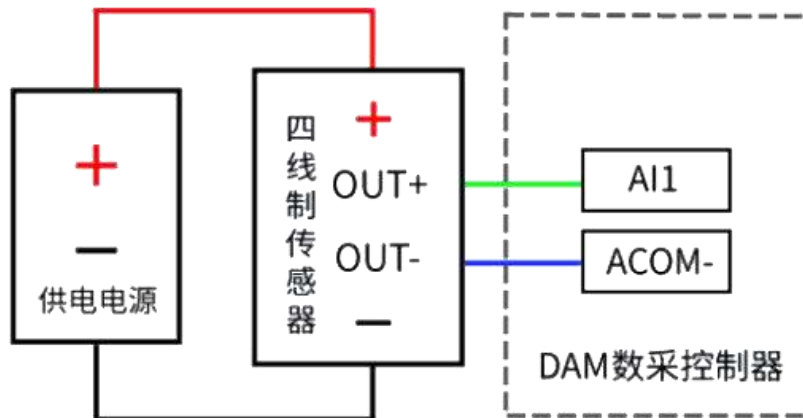 +
−
供电电源
四线制传感器
+
OUT+
OUT-
−
AI1
ACOM-
DAM数采控制器